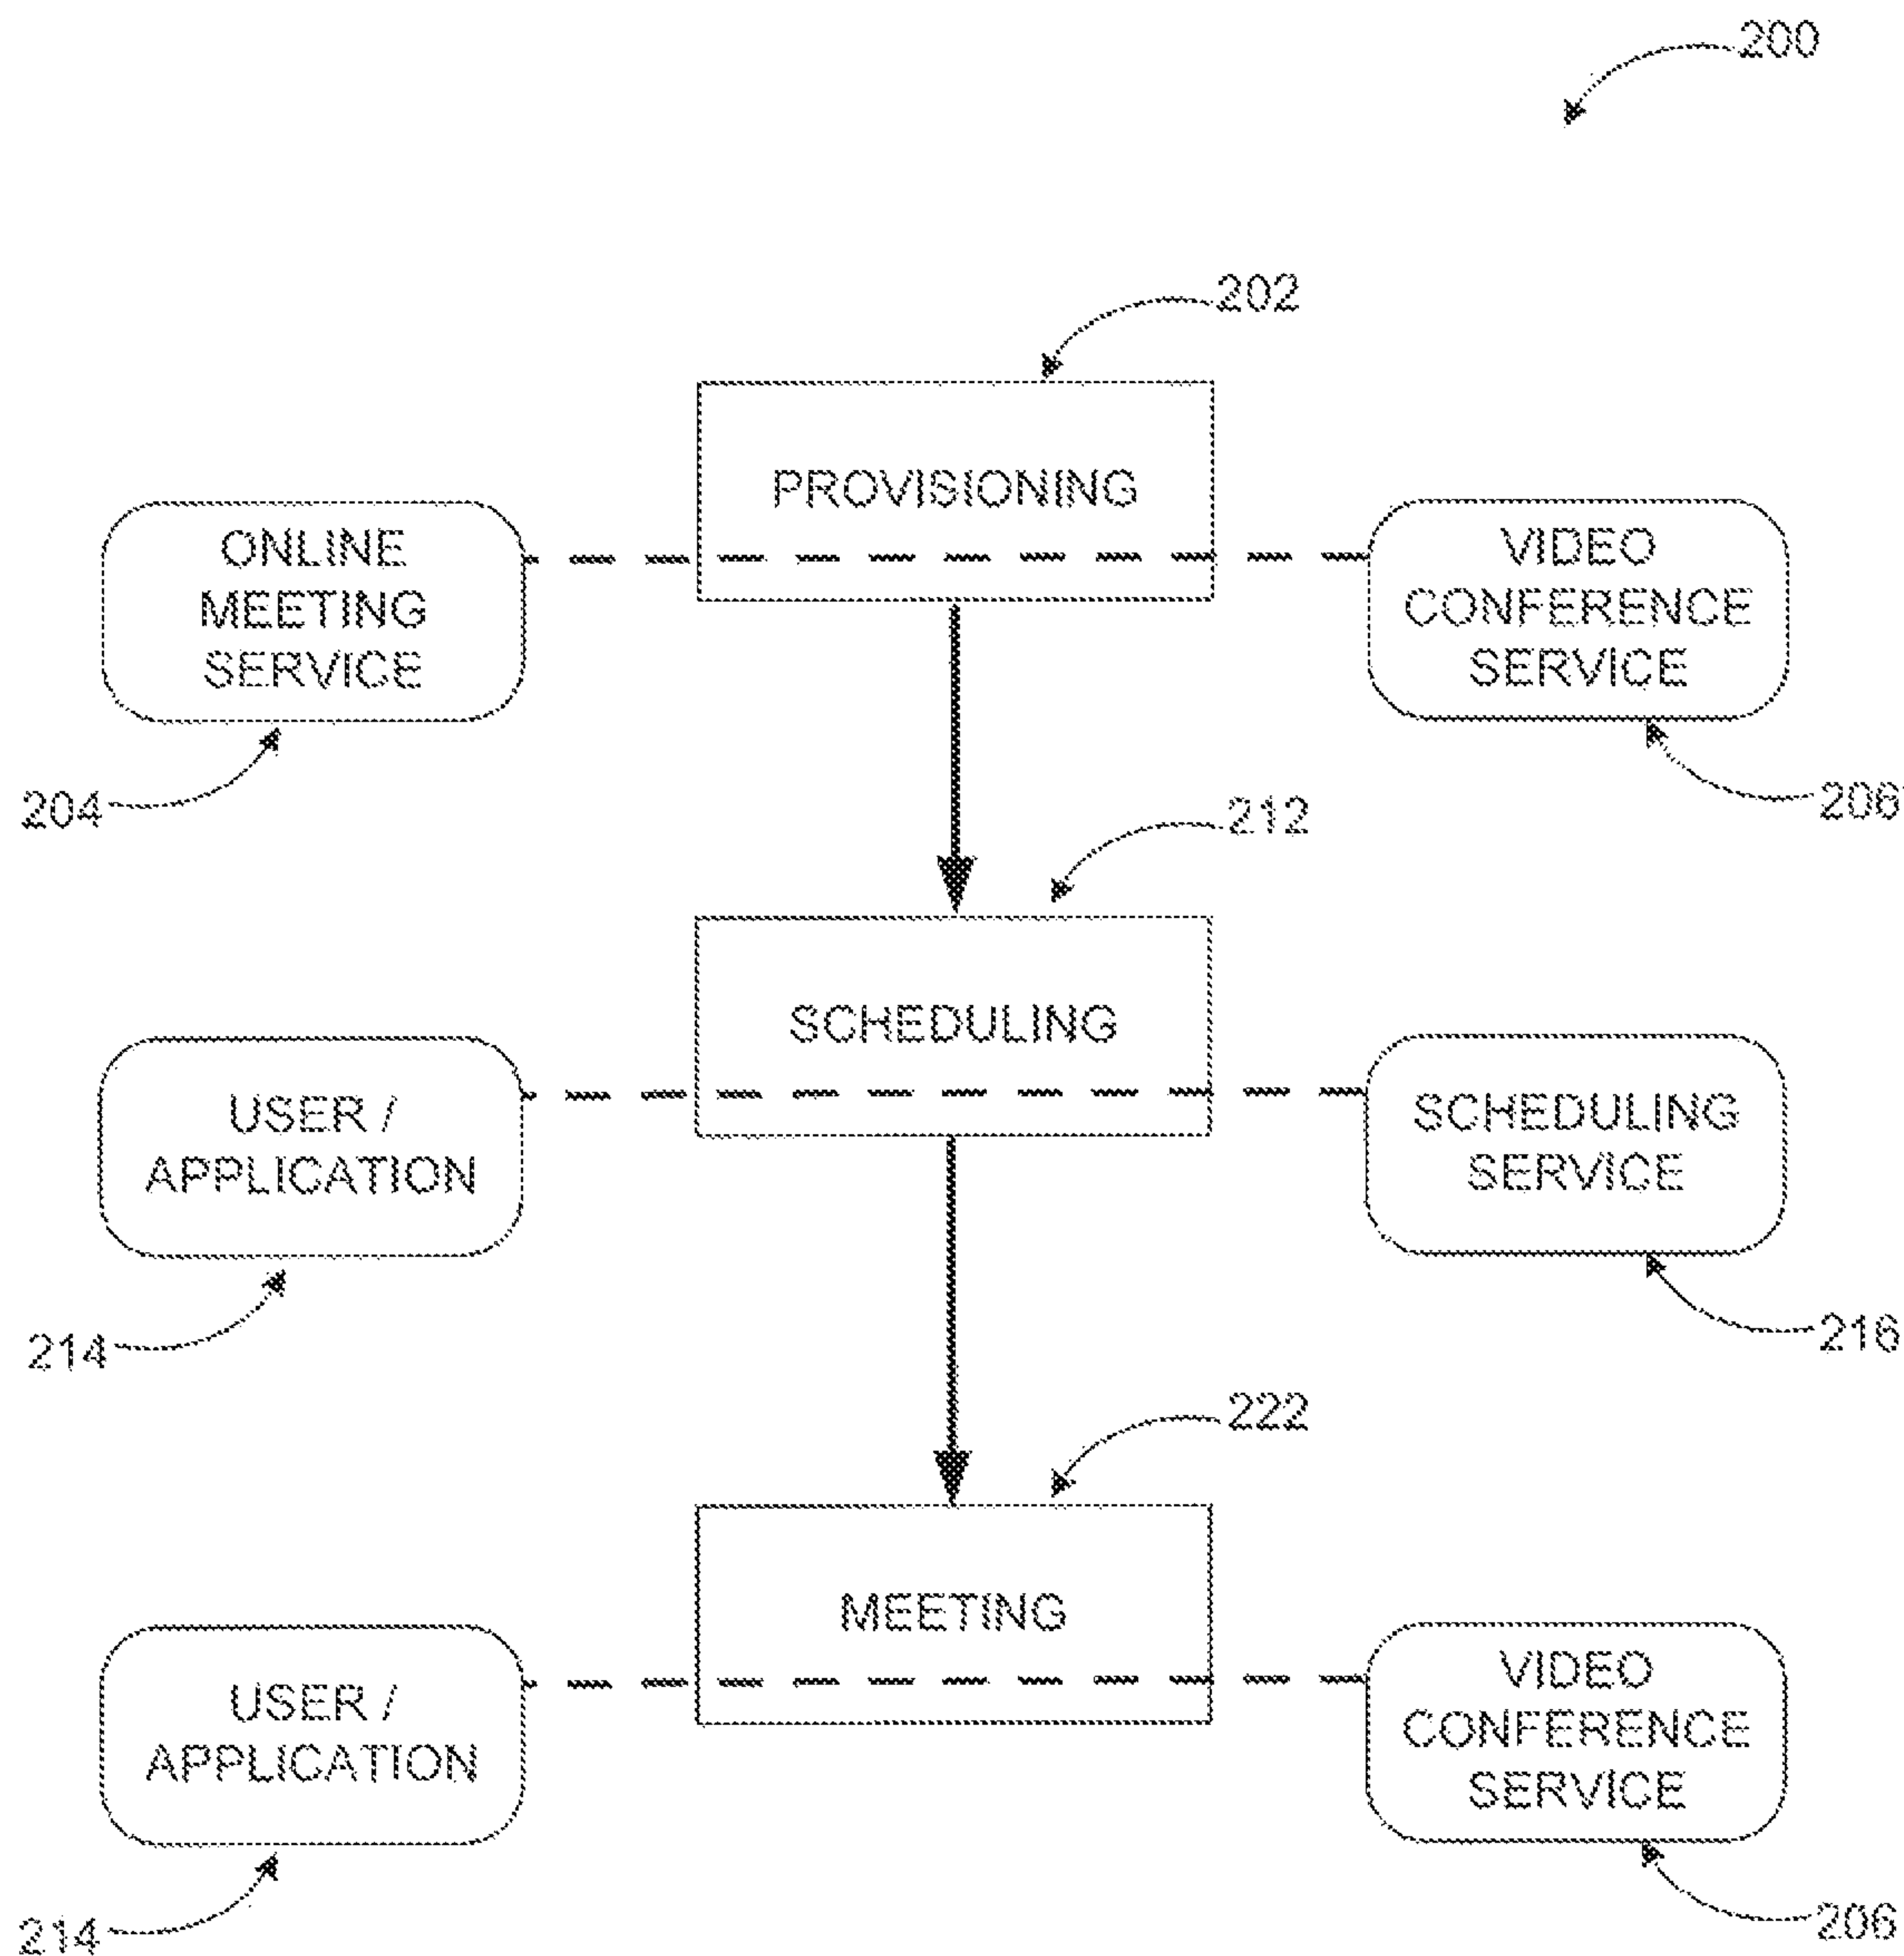 200
202
PROVISIONING
ONLINE
MEETING
SERVICE
VIDEO
CONFERENCE
SERVICE
204
206
212
SCHEDULING
USER /
APPLICATION
SCHEDULING
SERVICE
214
216
222
MEETING
USER /
APPLICATION
VIDEO
CONFERENCE
SERVICE
214
206